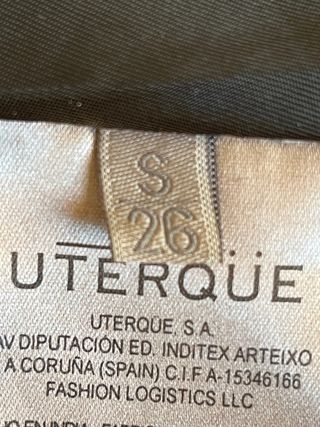 S
26
UTERQÜE
UTERQÜE, S.A.
AV DIPUTACIÓN ED. INDITEX ARTEIXO
A CORUÑA (SPAIN) C.I.F A-15346166
FASHION LOGISTICS LLC